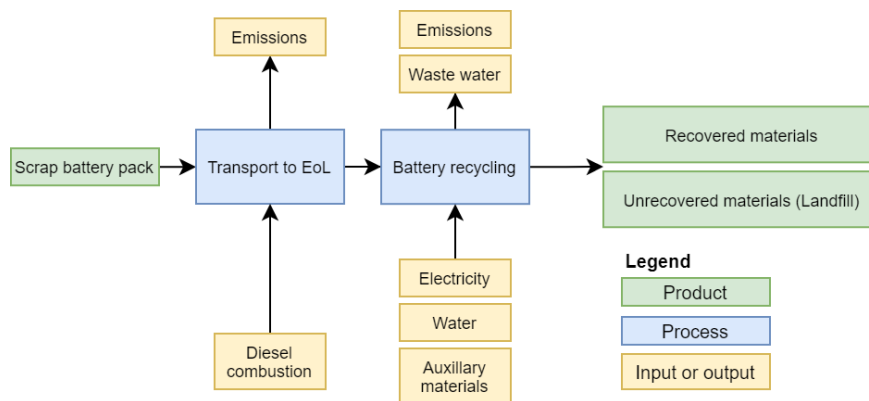 Emissions
Emissions
Waste water
Scrap battery pack
Transport to EoL
Battery recycling
Recovered materials
Unrecovered materials (Landfill)
Diesel
combustion
Electricity
Water
Auxillary
materials
Legend
Product
Process
Input or output